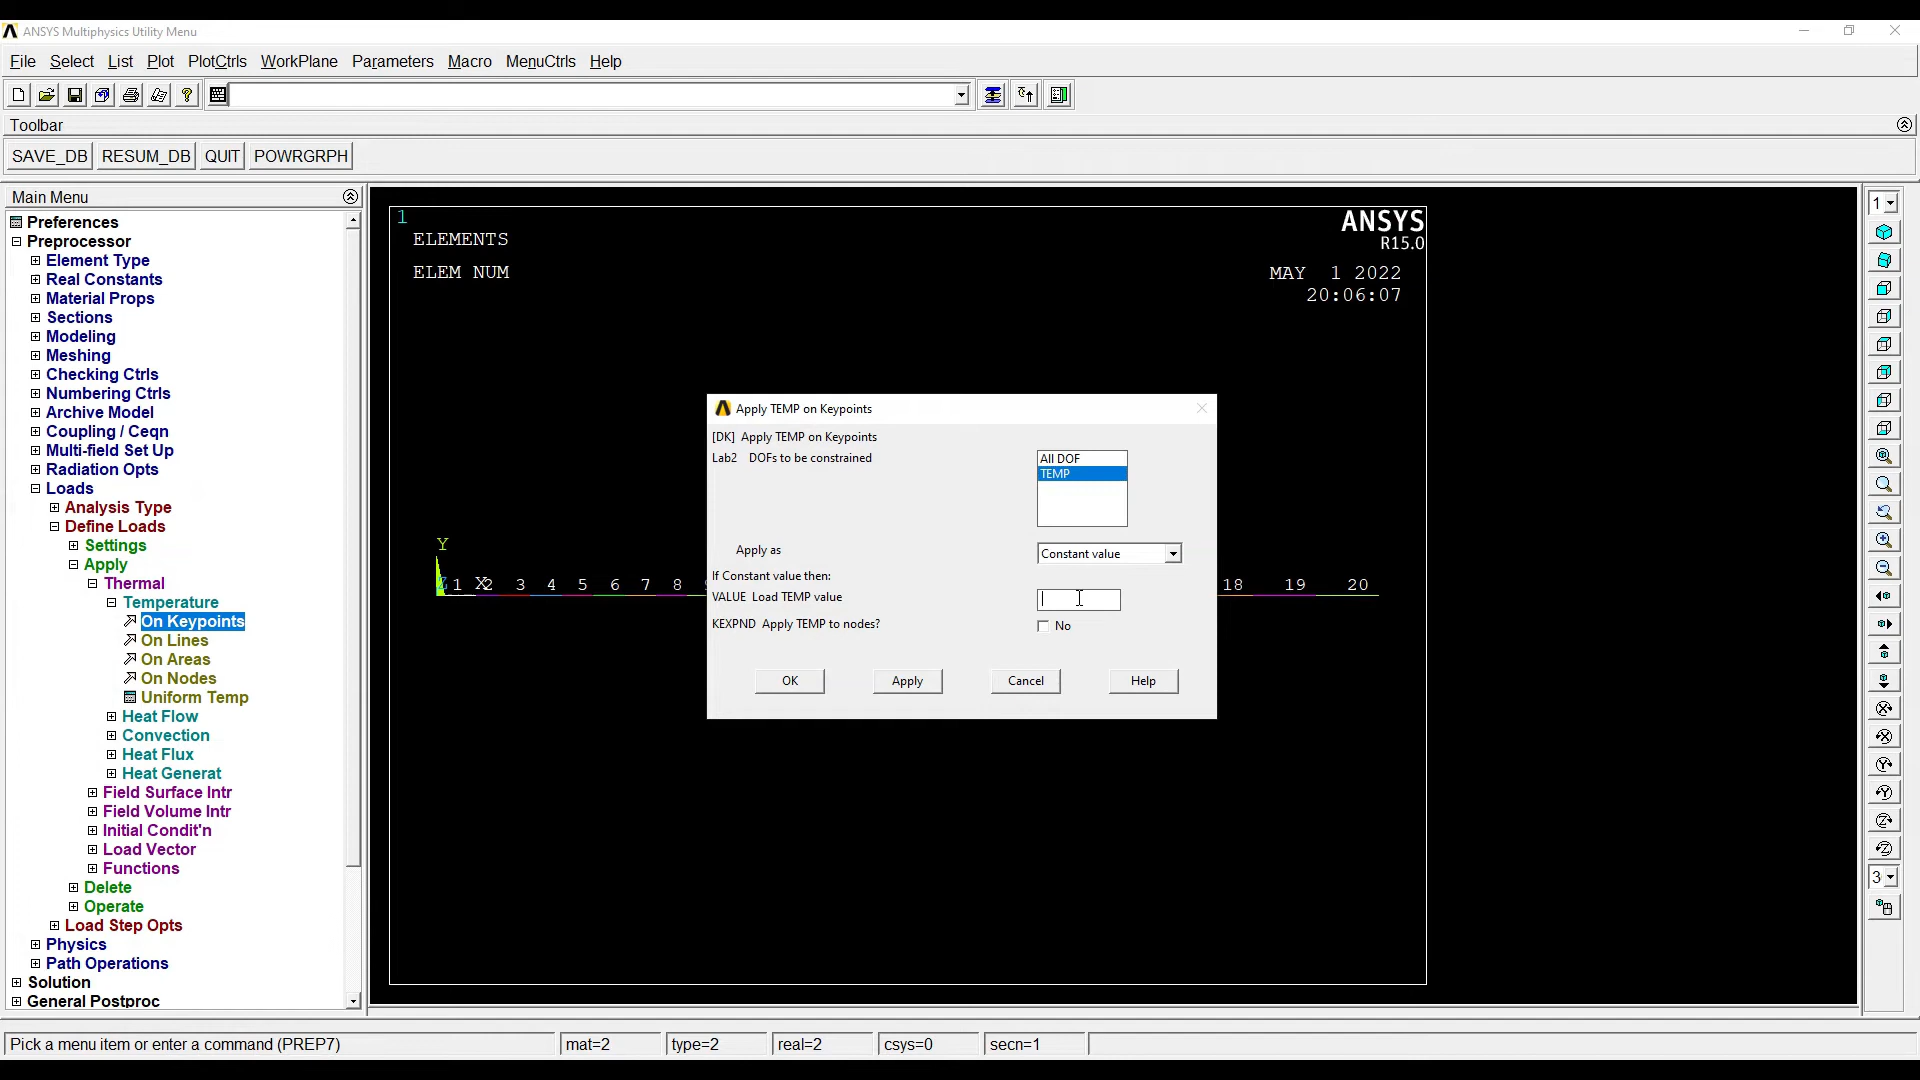 ANSYS Multiphysics Utility Menu
File Select List Plot PlotCtrls WorkPlane Parameters Macro MenuCtrls Help
Toolbar
SAVE_DB RESUM_DB QUIT POWRGRPH
Main Menu
Preferences
Preprocessor
Element Type
Real Constants
Material Props
Sections
Modeling
Meshing
Checking Ctrls
Numbering Ctrls
Archive Model
Coupling / Ceqn
Multi-field Set Up
Radiation Opts
Loads
Analysis Type
Define Loads
Settings
Apply
Thermal
Temperature
On Keypoints
On Lines
On Areas
On Nodes
Uniform Temp
Heat Flow
Convection
Heat Flux
Heat Generat
Field Surface Intr
Field Volume Intr
Initial Condit'n
Load Vector
Functions
Delete
Operate
Load Step Opts
Physics
Path Operations
Solution
General Postproc
1
ELEMENTS
ELEM NUM
ANSYS
R15.0
MAY 1 2022
20:06:07
Y
Z 1 X 2 3 4 5 6 7 8 18 19 20
Apply TEMP on Keypoints
[DK] Apply TEMP on Keypoints
Lab2 DOFs to be constrained
All DOF
TEMP
Apply as
Constant value
If Constant value then:
VALUE Load TEMP value
KEXPND Apply TEMP to nodes?
No
OK Apply Cancel Help
1
3
Pick a menu item or enter a command (PREP7) mat=2 type=2 real=2 csys=0 secn=1